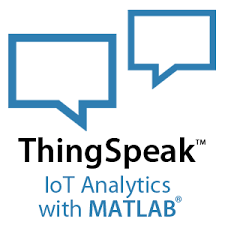 ThingSpeak™
IoT Analytics
with MATLAB®